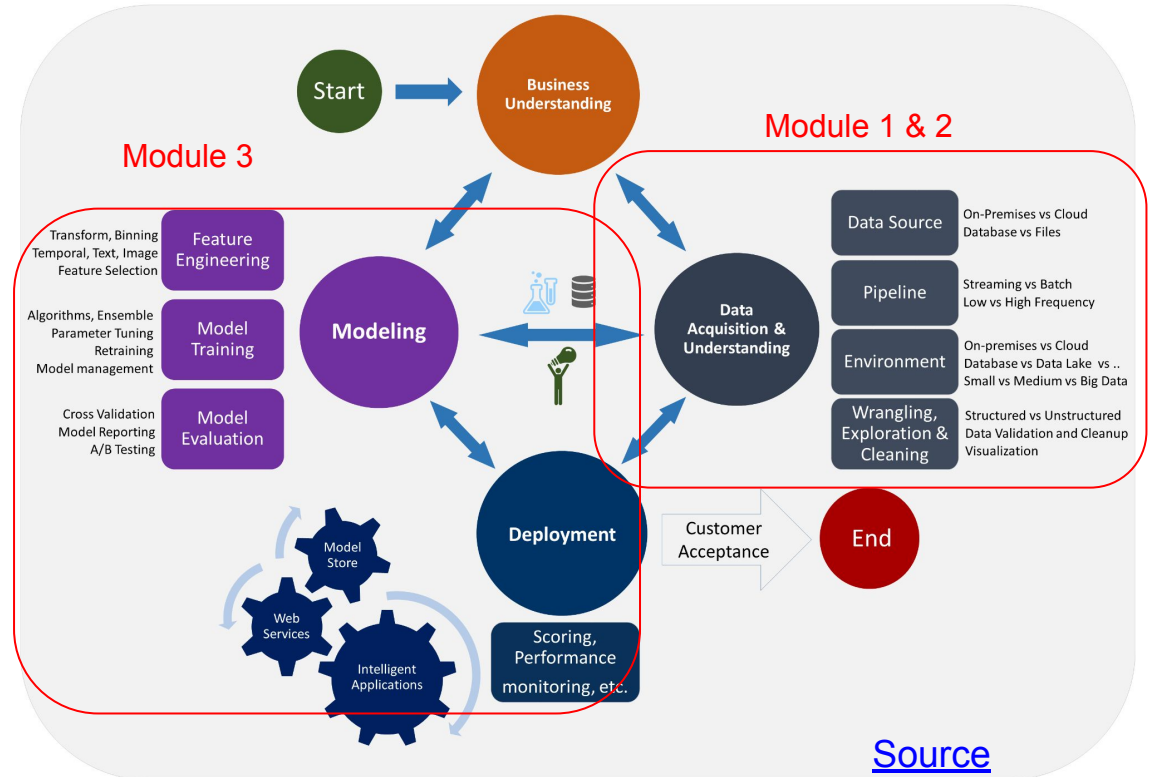 Start
Business
Understanding
Module 3
Module 1 & 2
Transform, Binning
Temporal, Text, Image
Feature Selection
Feature
Engineering
Algorithms, Ensemble
Parameter Tuning
Retraining
Model management
Model
Training
Cross Validation
Model Reporting
A/B Testing
Model
Evaluation
Modeling
Data
Acquisition &
Understanding
Data Source
On-Premises vs Cloud
Database vs Files
Pipeline
Streaming vs Batch
Low vs High Frequency
Environment
On-premises vs Cloud
Database vs Data Lake vs ..
Small vs Medium vs Big Data
Wrangling,
Exploration &
Cleaning
Structured vs Unstructured
Data Validation and Cleanup
Visualization
Deployment
Customer
Acceptance
End
Model
Store
Web
Services
Intelligent
Applications
Scoring,
Performance
monitoring, etc.
Source